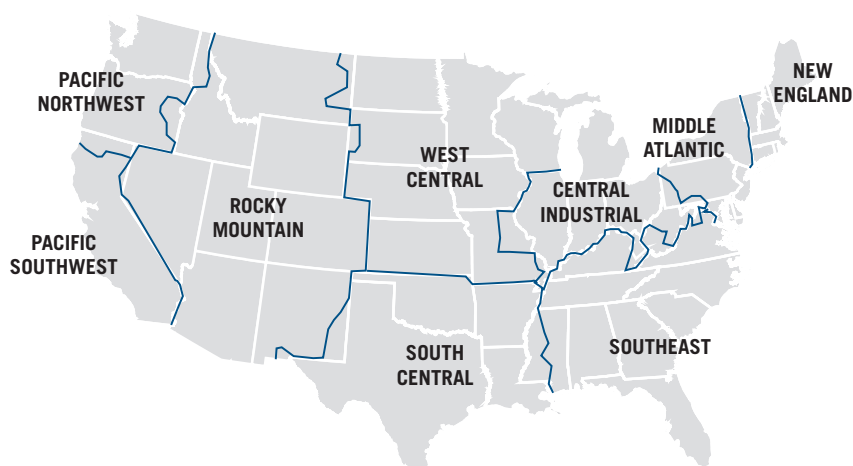 PACIFIC
NORTHWEST
NEW
ENGLAND
MIDDLE
ATLANTIC
WEST
CENTRAL
CENTRAL
INDUSTRIAL
ROCKY
MOUNTAIN
PACIFIC
SOUTHWEST
SOUTH
CENTRAL
SOUTHEAST